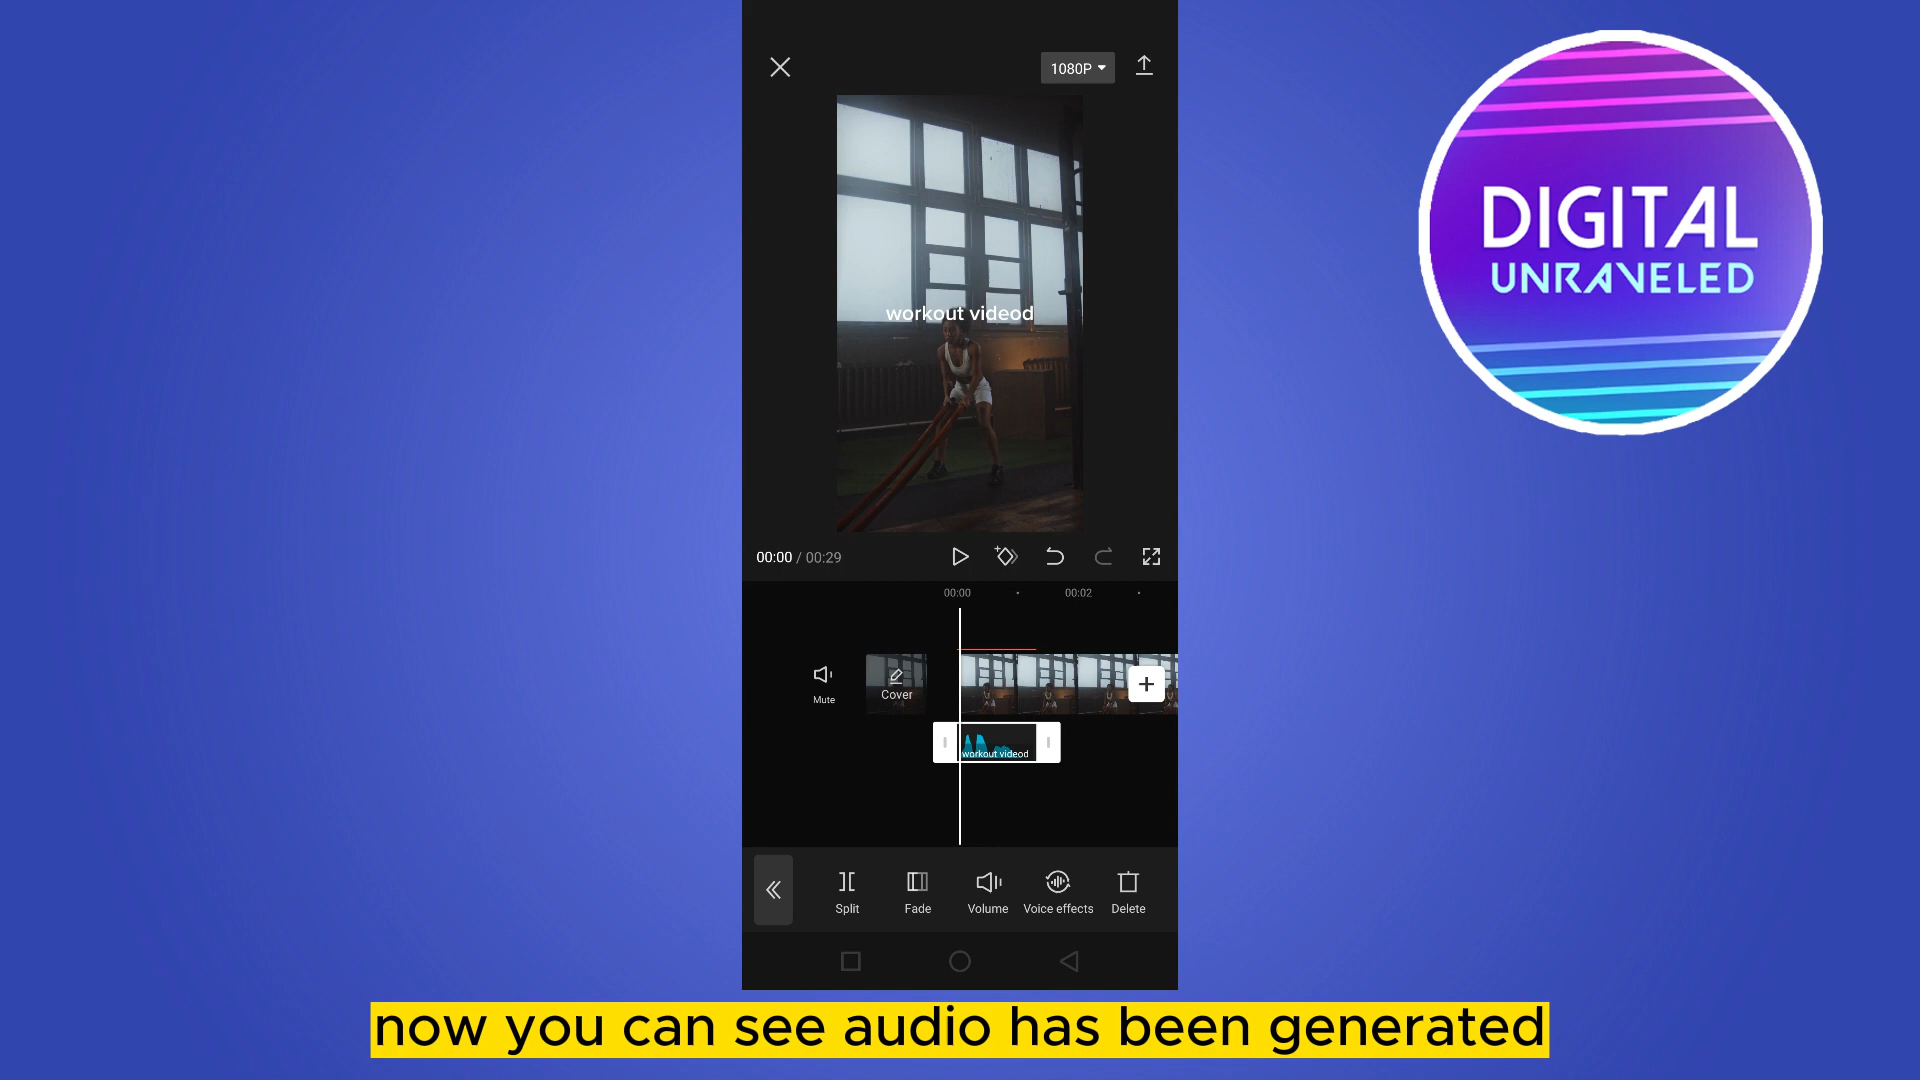 1080P
DIGITAL
UNRAVELED
workout videod
00:00 / 00:29
00:00
00:02
Mute
Cover
workout videod
Split
Fade
Volume
Voice effects
Delete
now you can see audio has been generated